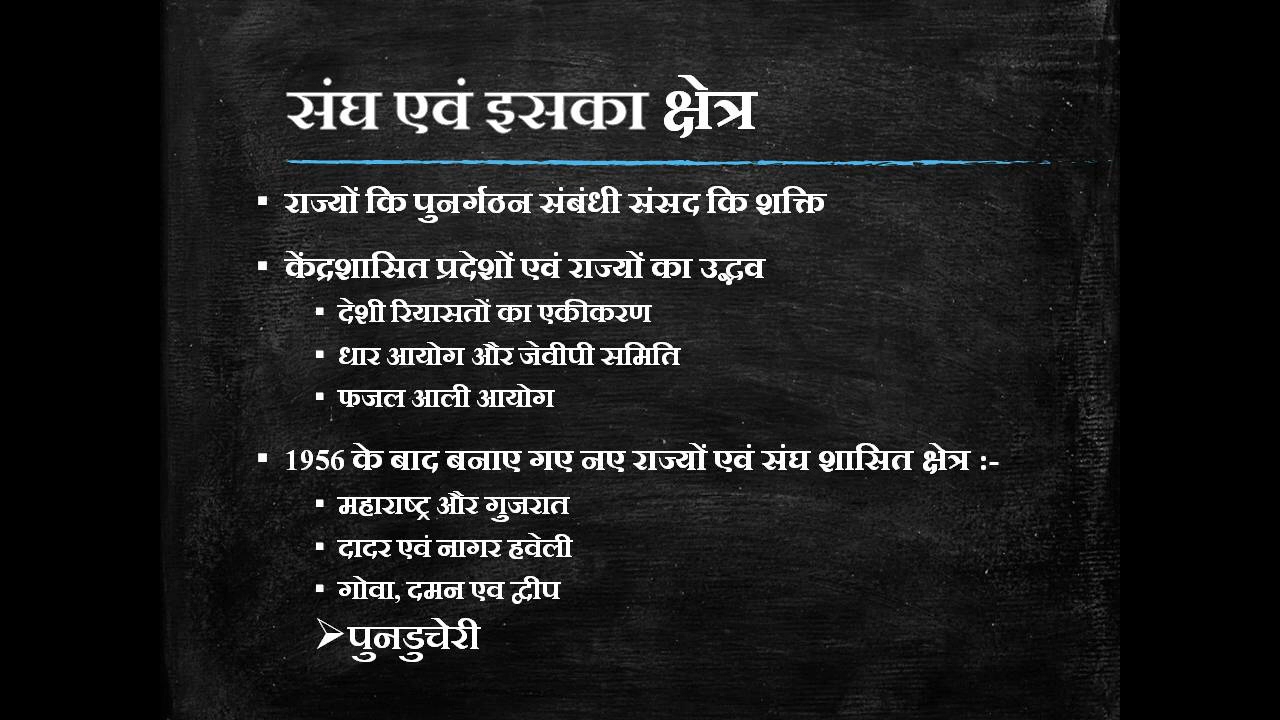 संघ एवं इसका क्षेत्र
राज्यों कि पुनर्गठन संबंधी संसद कि शक्ति
केंद्रशासित प्रदेशों एवं राज्यों का उद्भव
देशी रियासतों का एकीकरण
धार आयोग और जेवीपी समिति
फजल आली आयोग
1956 के बाद बनाए गए नए राज्यों एवं संघ शासित क्षेत्र :-
महाराष्ट्र और गुजरात
दादर एवं नागर हवेली
गोवा, दमन एव द्वीप
पुनडुचेरी